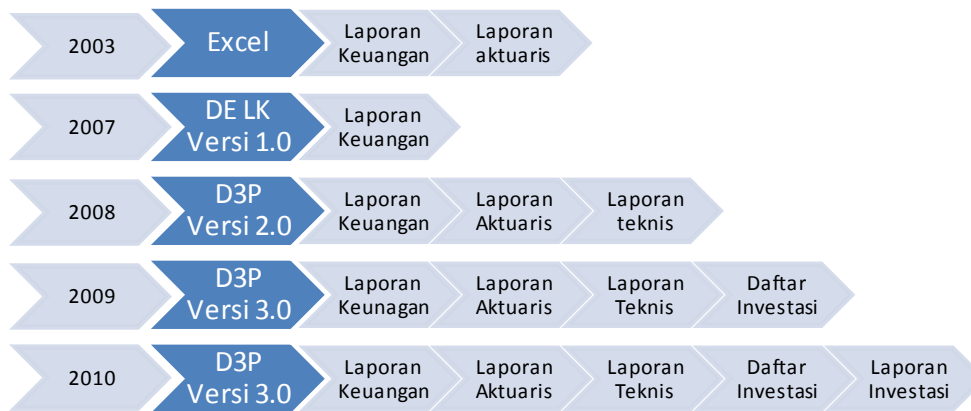 2003
Excel
Laporan
Keuangan
Laporan
aktuaris
2007
DE LK
Versi 1.0
Laporan
Keuangan
2008
D3P
Versi 2.0
Laporan
Keuangan
Laporan
Aktuaris
Laporan
teknis
2009
D3P
Versi 3.0
Laporan
Keunagan
Laporan
Aktuaris
Laporan
Teknis
Daftar
Investasi
2010
D3P
Versi 3.0
Laporan
Keuangan
Laporan
Aktuaris
Laporan
Teknis
Daftar
Investasi
Laporan
Investasi